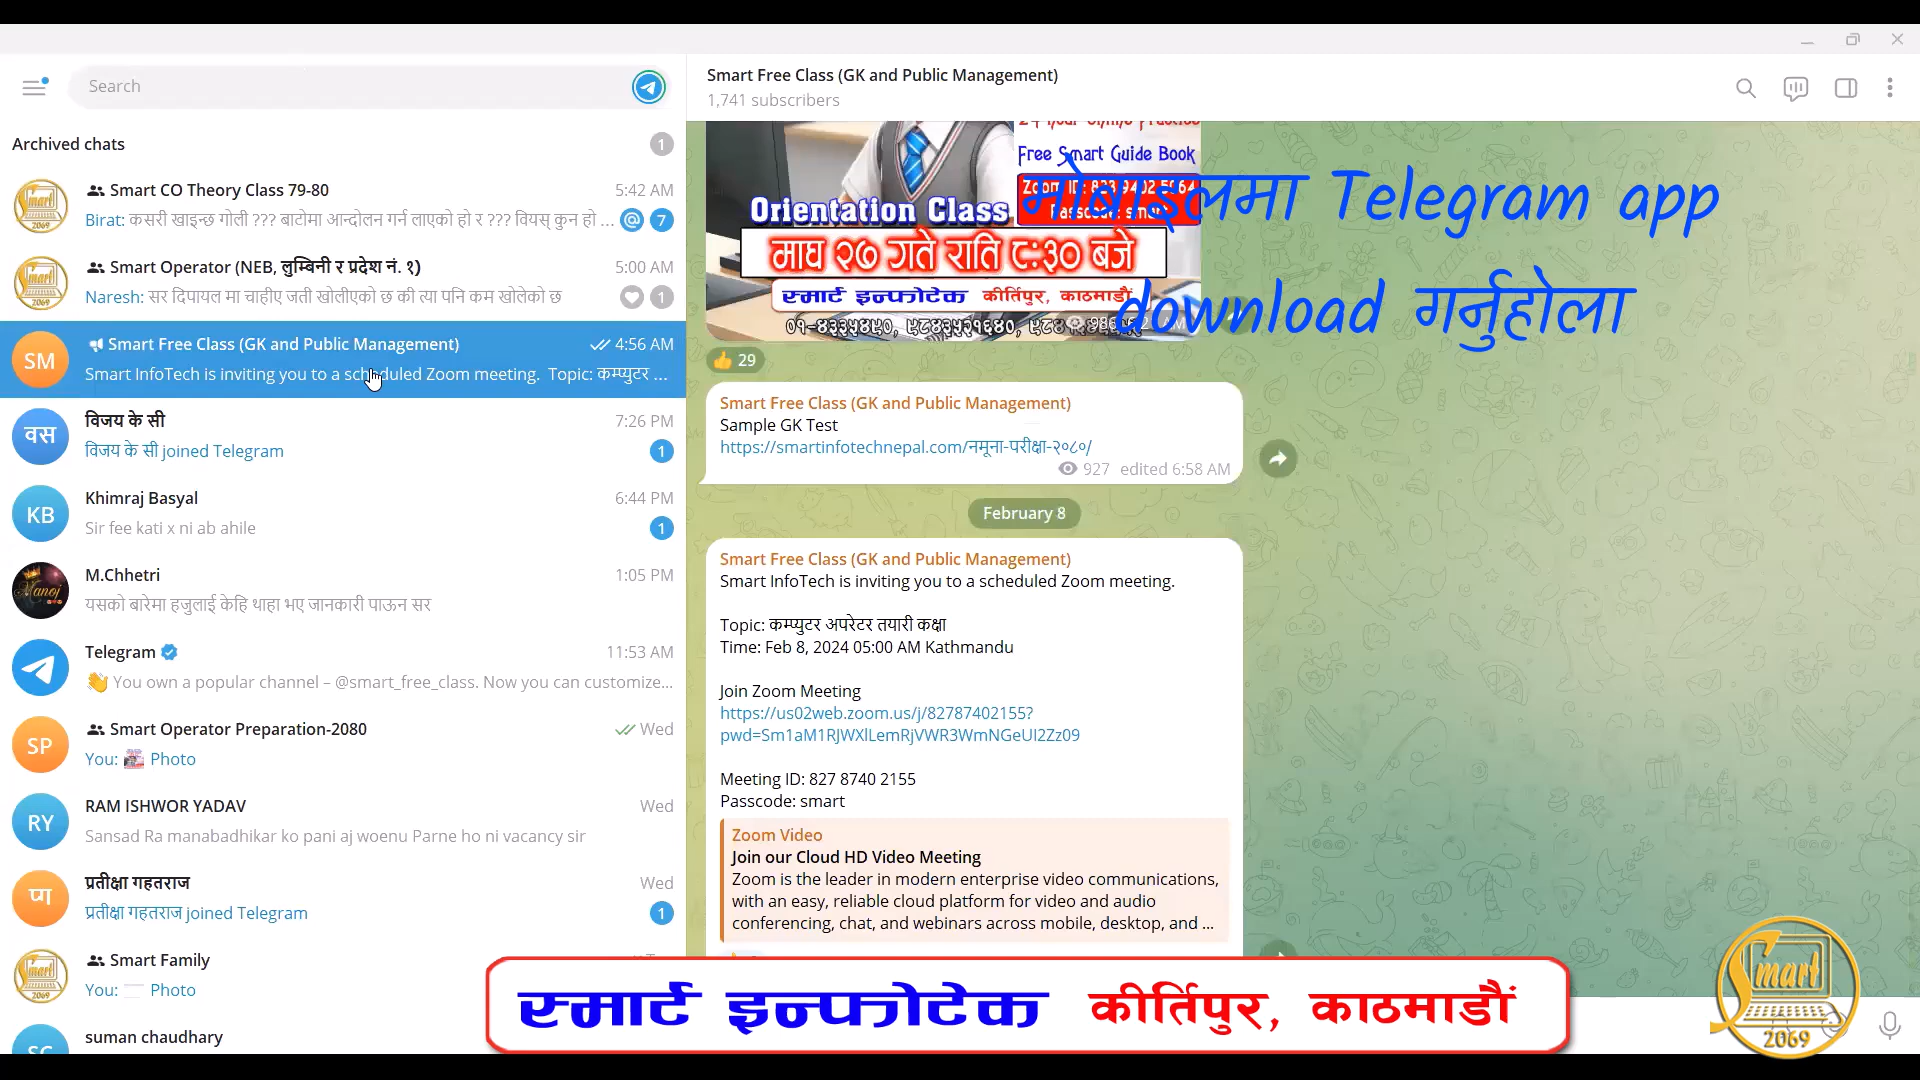 Search
Archived chats
1
Smart CO Theory Class 79-80
5:42 AM
Birat: कसरी खाइन्छ गोली ??? बाटोमा आन्दोलन गर्न लाएको हो र ??? वियस् कुन हो ...
@
7
Smart Operator (NEB, लुम्बिनी र प्रदेश नं. १)
5:00 AM
Naresh: सर दिपायल मा चाहीए जती खोलीएको छ की त्या पनि कम खोलेको छ
1
SM
Smart Free Class (GK and Public Management)
4:56 AM
Smart InfoTech is inviting you to a scheduled Zoom meeting. Topic: कम्प्युटर ...
वस
विजय के सी
7:26 PM
विजय के सी joined Telegram
1
KB
Khimraj Basyal
6:44 PM
Sir fee kati x ni ab ahile
1
Manoj
M.Chhetri
1:05 PM
यसको बारेमा हजुलाई केहि थाहा भए जानकारी पाऊन सर
Telegram
11:53 AM
👋 You own a popular channel – @smart_free_class. Now you can customize...
SP
Smart Operator Preparation-2080
Wed
You: Photo
RY
RAM ISHWOR YADAV
Wed
Sansad Ra manabadhikar ko pani aj woenu Parne ho ni vacancy sir
प्रतीक्षा गहतराज
Wed
प्रतीक्षा गहतराज joined Telegram
1
Smart Family
You: Photo
SC
suman chaudhary
Smart Free Class (GK and Public Management)
1,741 subscribers
Free Smart Guide Book
Orientation Class
माघ २७ गते राति ८:३० बजे
स्मार्ट इन्फोटेक कीर्तिपुर, काठमाडौं
०१-४३३५४९०, ९८४३५२१६४०,
मोबाइलमा Telegram app
download गर्नुहोला
👍 29
Smart Free Class (GK and Public Management)
Sample GK Test
https://smartinfotechnepal.com/नमूना-परीक्षा-२०८०/
927 edited 6:58 AM
February 8
Smart Free Class (GK and Public Management)
Smart InfoTech is inviting you to a scheduled Zoom meeting.
Topic: कम्प्युटर अपरेटर तयारी कक्षा
Time: Feb 8, 2024 05:00 AM Kathmandu
Join Zoom Meeting
https://us02web.zoom.us/j/82787402155?
pwd=Sm1aM1RJWXlLemRjVWR3WmNGeUI2Zz09
Meeting ID: 827 8740 2155
Passcode: smart
Zoom Video
Join our Cloud HD Video Meeting
Zoom is the leader in modern enterprise video communications,
with an easy, reliable cloud platform for video and audio
conferencing, chat, and webinars across mobile, desktop, and ...
स्मार्ट इन्फोटेक कीर्तिपुर, काठमाडौं
Smart
2069